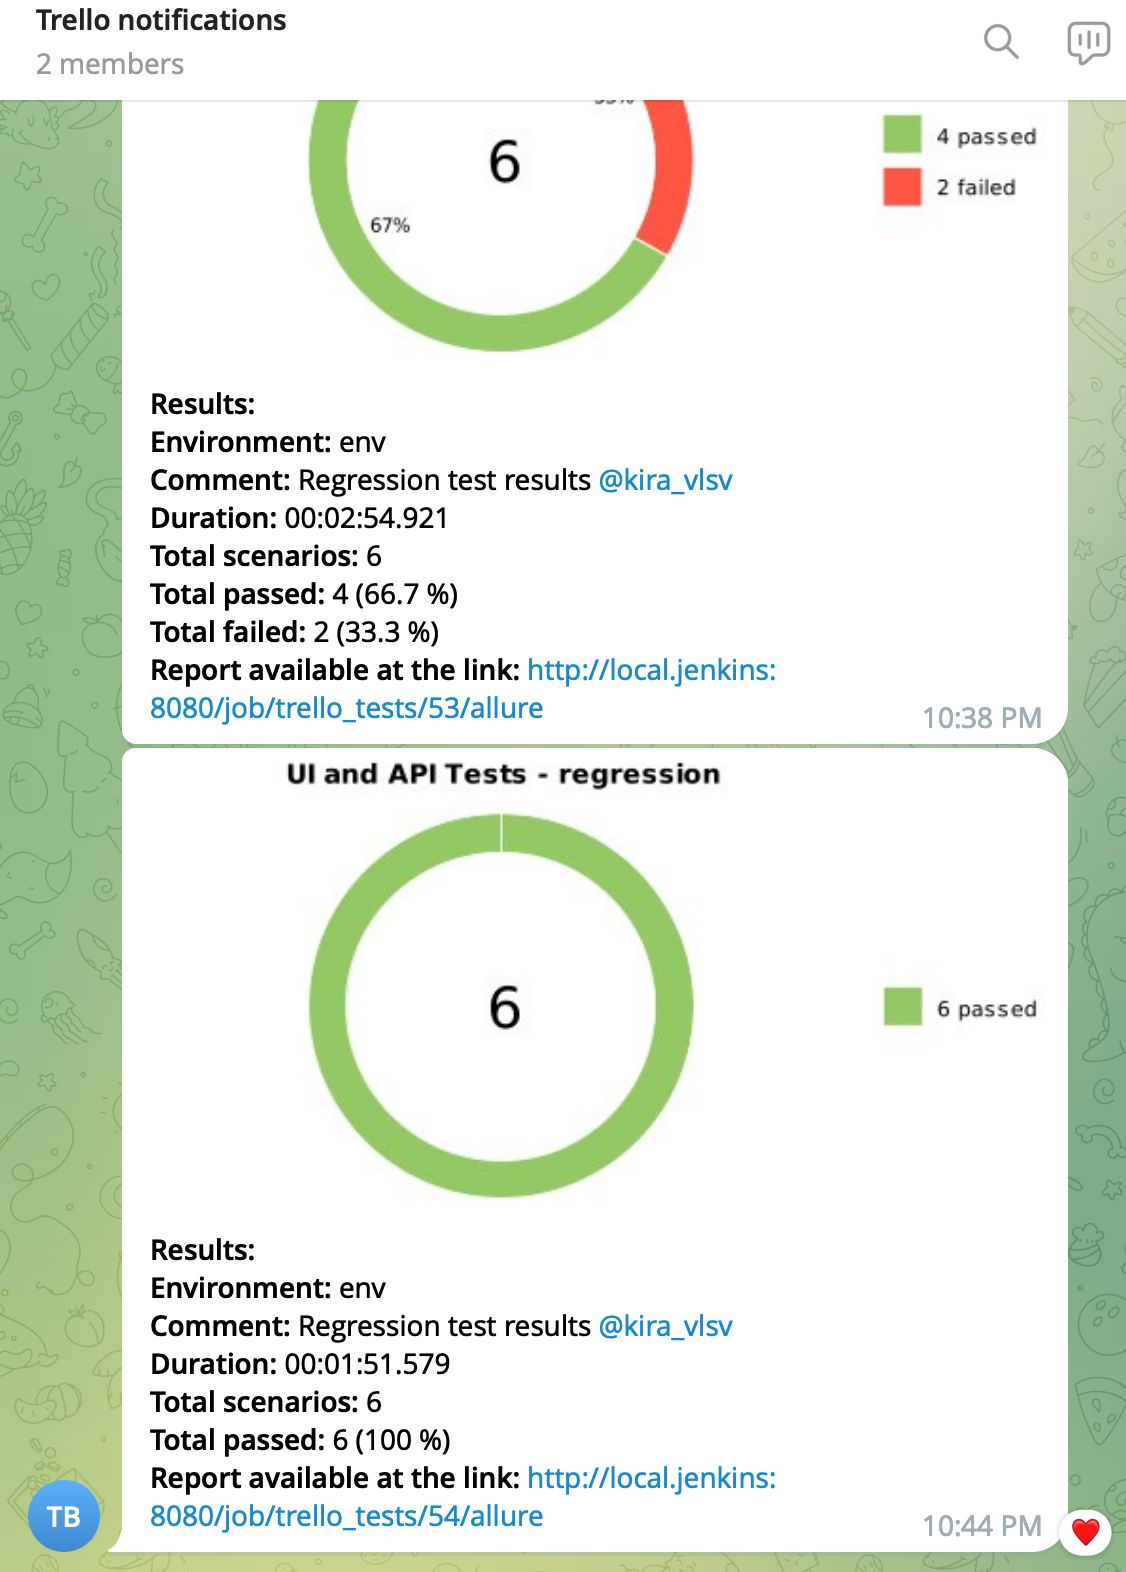 Trello notifications
2 members
6
67%
4 passed
2 failed
Results:
Environment: env
Comment: Regression test results @kira_vlsv
Duration: 00:02:54.921
Total scenarios: 6
Total passed: 4 (66.7 %)
Total failed: 2 (33.3 %)
Report available at the link: http://local.jenkins:
8080/job/trello_tests/53/allure
10:38 PM
UI and API Tests - regression
6
6 passed
Results:
Environment: env
Comment: Regression test results @kira_vlsv
Duration: 00:01:51.579
Total scenarios: 6
Total passed: 6 (100 %)
Report available at the link: http://local.jenkins:
8080/job/trello_tests/54/allure
TB
10:44 PM